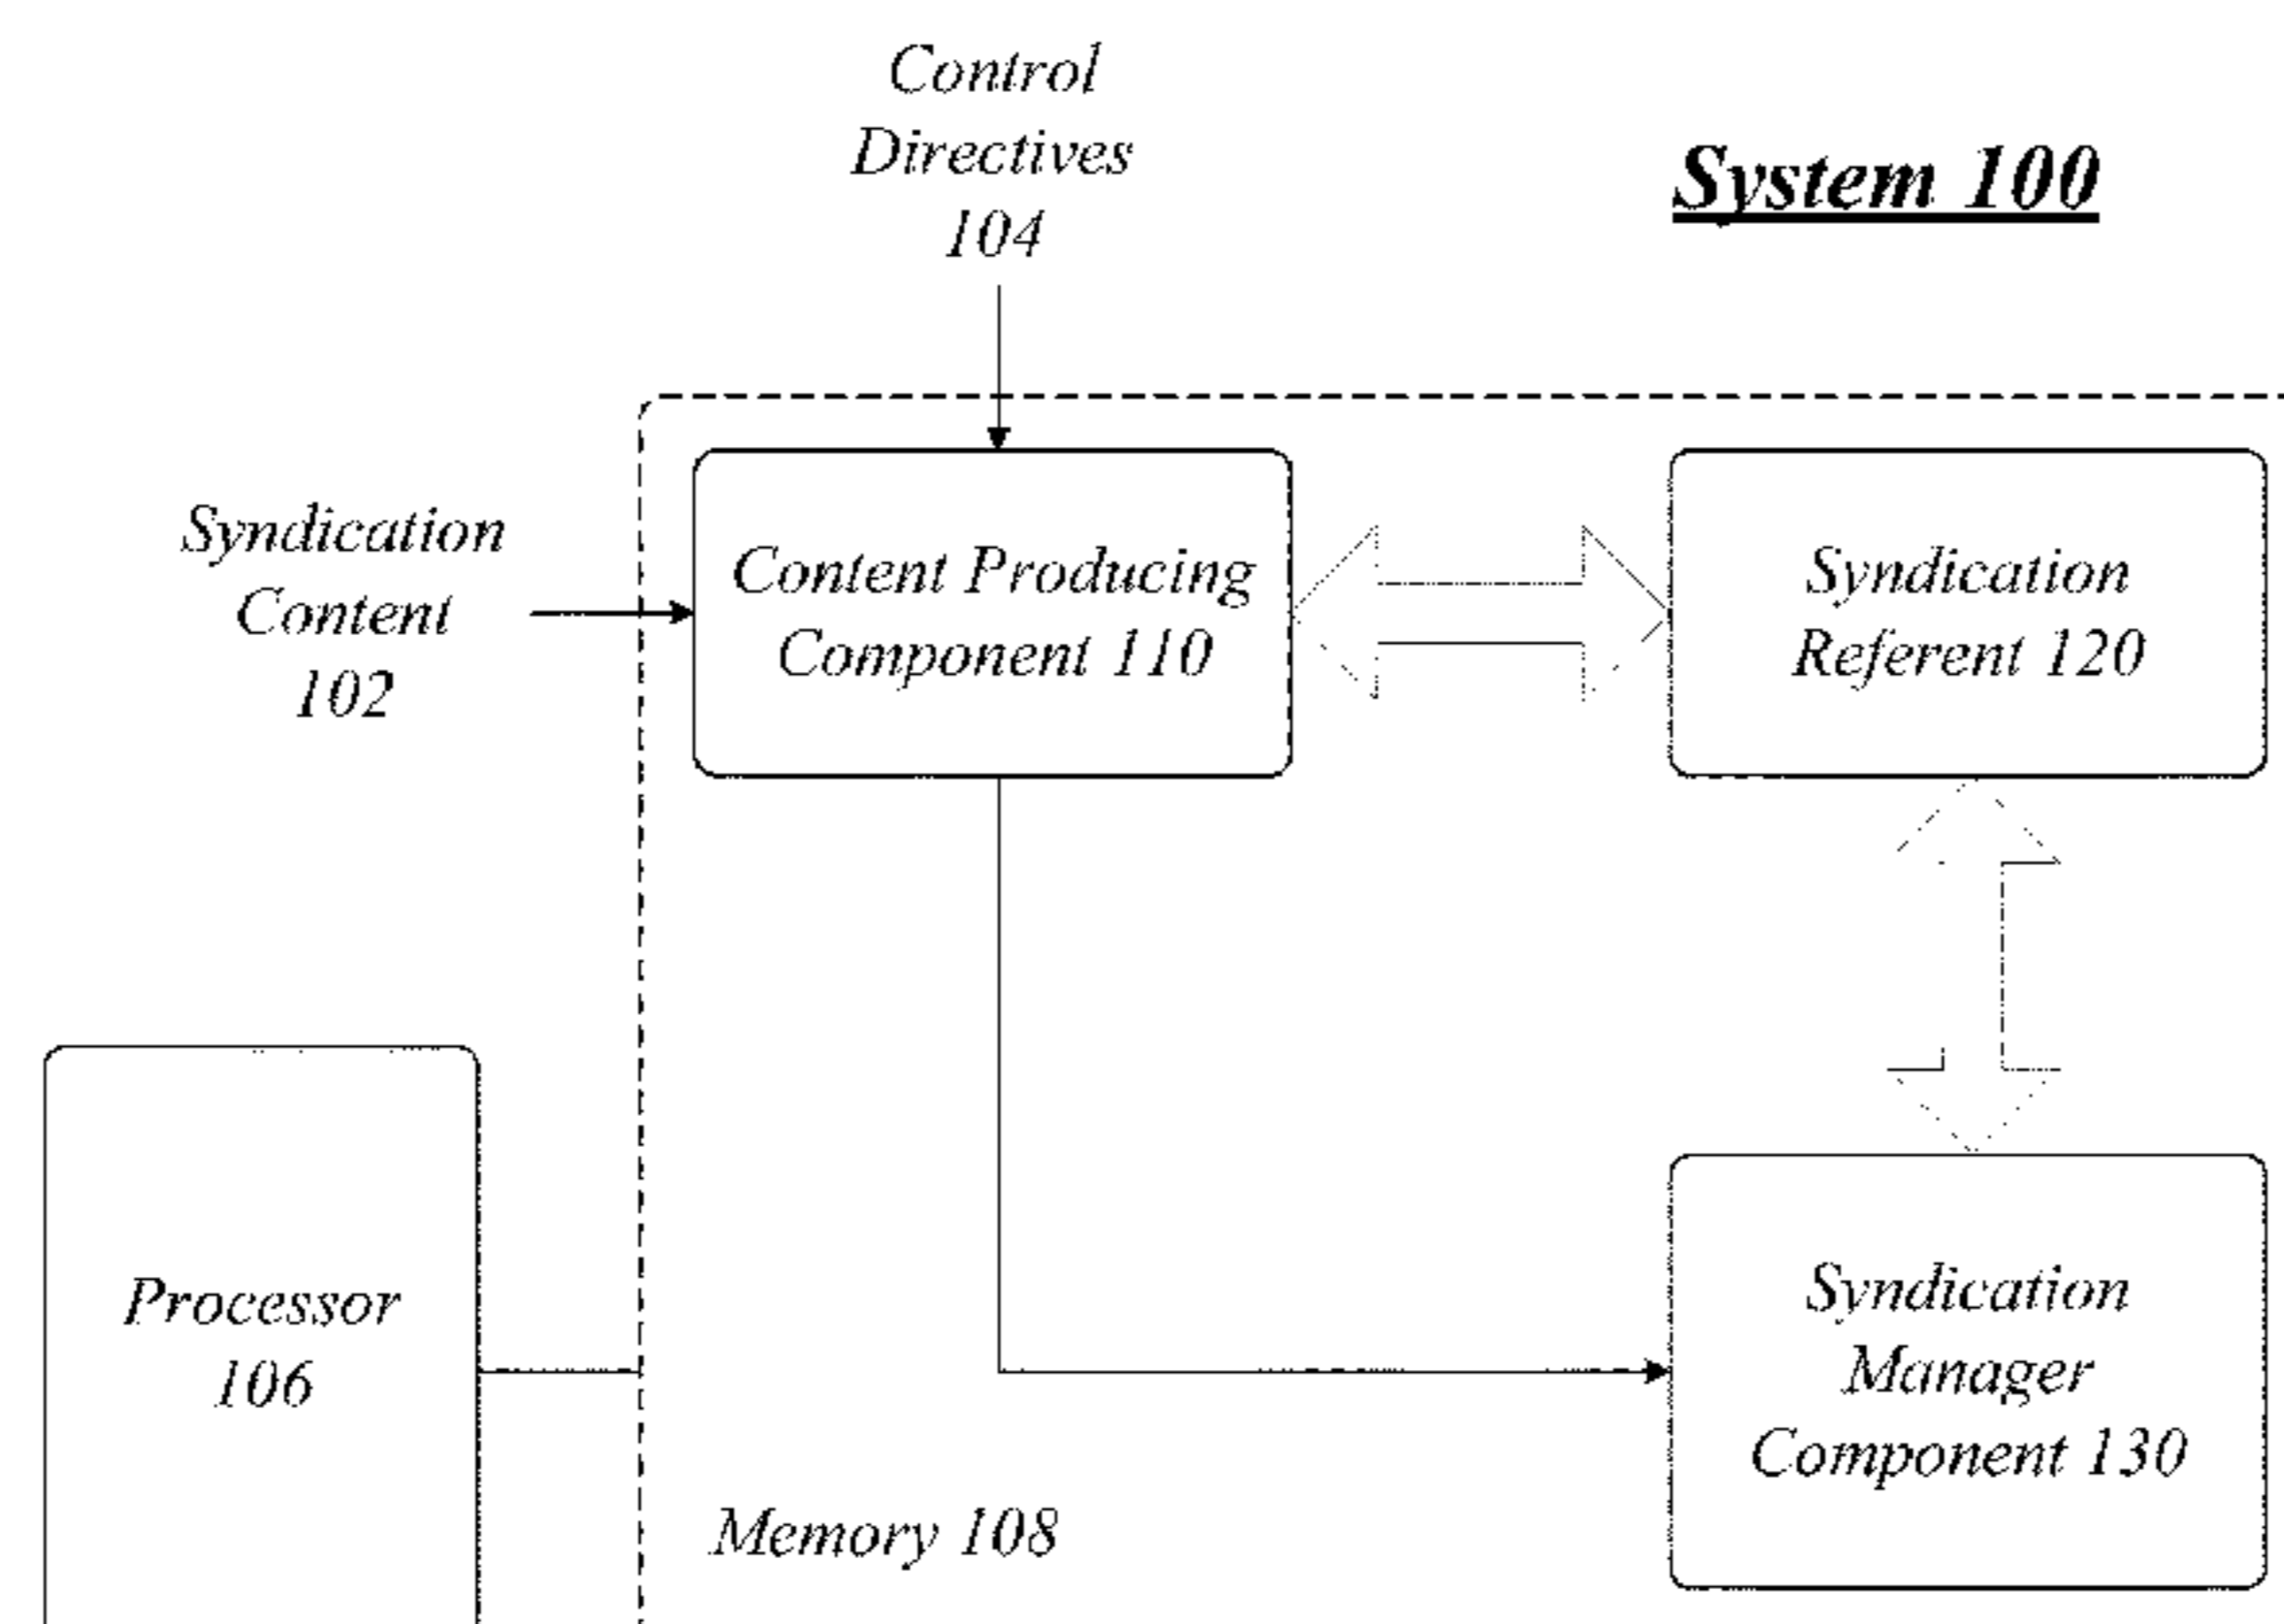 Control
Directives
104
System 100
Syndication
Content
102
Content Producing
Component 110
Syndication
Referent 120
Processor
106
Syndication
Manager
Component 130
Memory 108